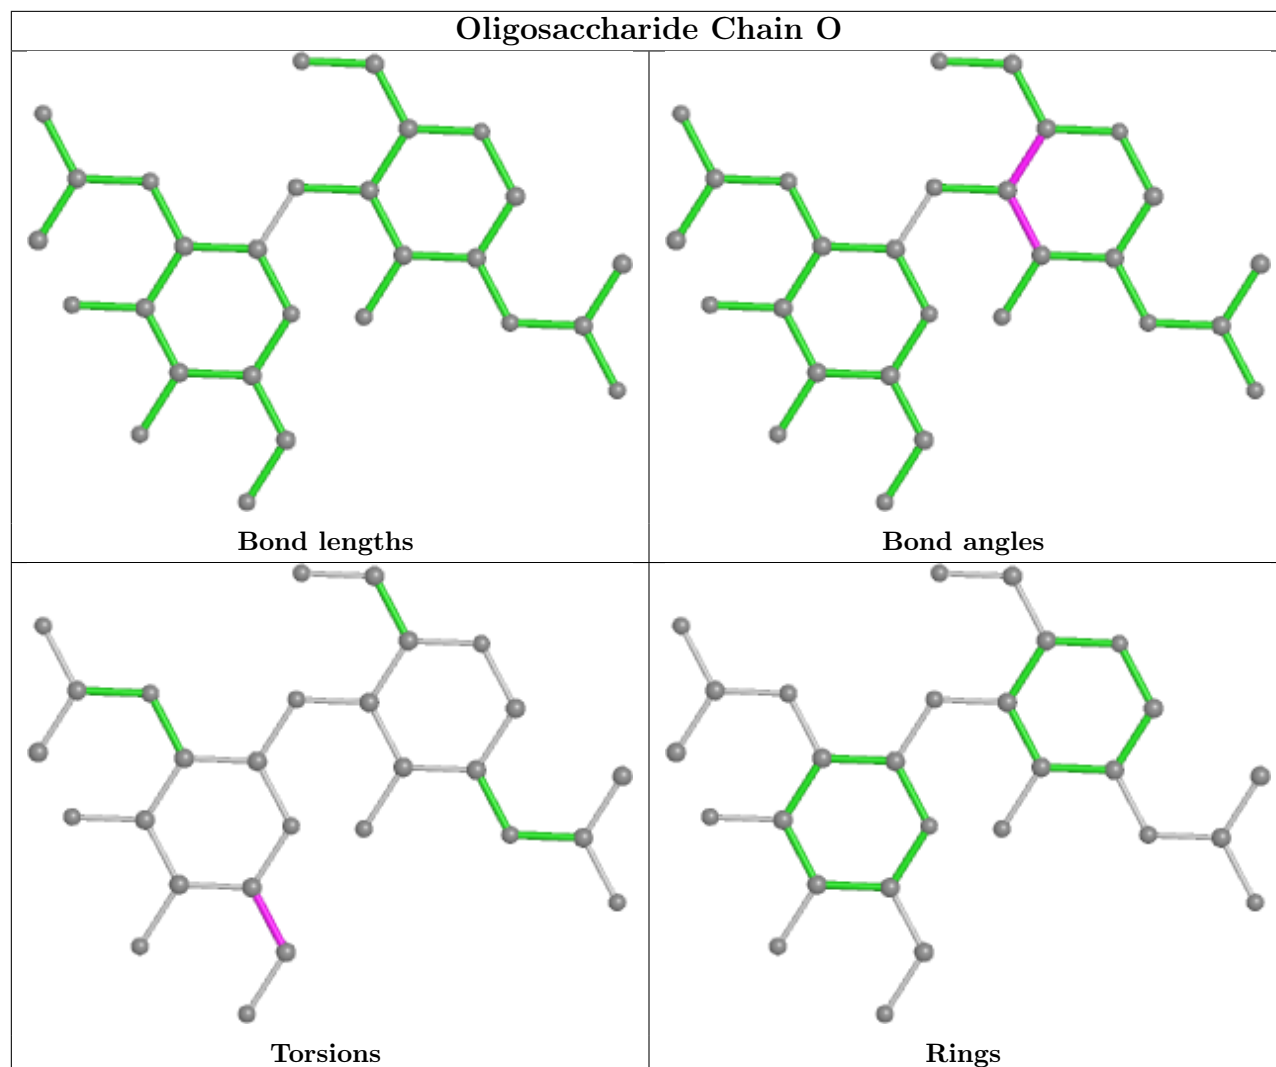 Oligosaccharide Chain O
Bond lengths
Bond angles
Torsions
Rings